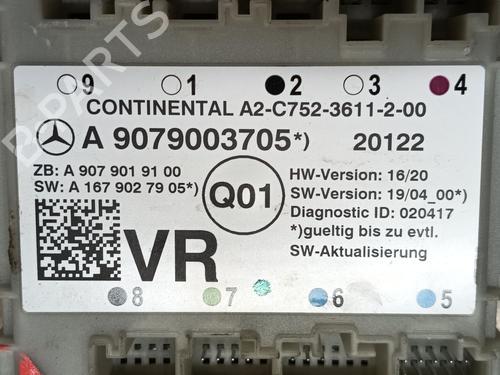 9 1 2 3 4
CONTINENTAL A2-C752-3611-2-00
A 9079003705*) 20122
ZB: A 907 901 91 00
SW: A 167 902 79 05*)
Q01
HW-Version: 16/20
SW-Version: 19/04_00*)
Diagnostic ID: 020417
*)gueltig bis zu evtl.
SW-Aktualisierung
VR
8 7 6 5
B-PARTS